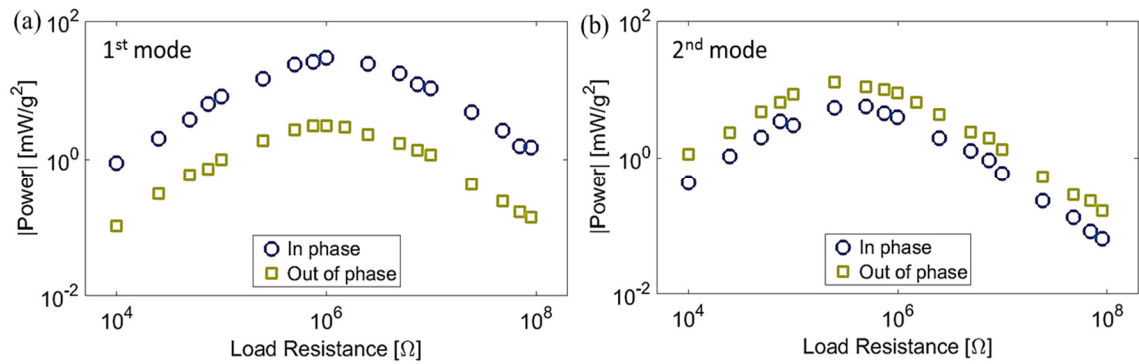 (a)
1st mode
10^2
10^0
10^-2
|Power| [mW/g^2]
In phase
Out of phase
10^4
10^6
10^8
Load Resistance [Ω]
(b)
2nd mode
10^2
10^0
10^-2
|Power| [mW/g^2]
In phase
Out of phase
10^4
10^6
10^8
Load Resistance [Ω]